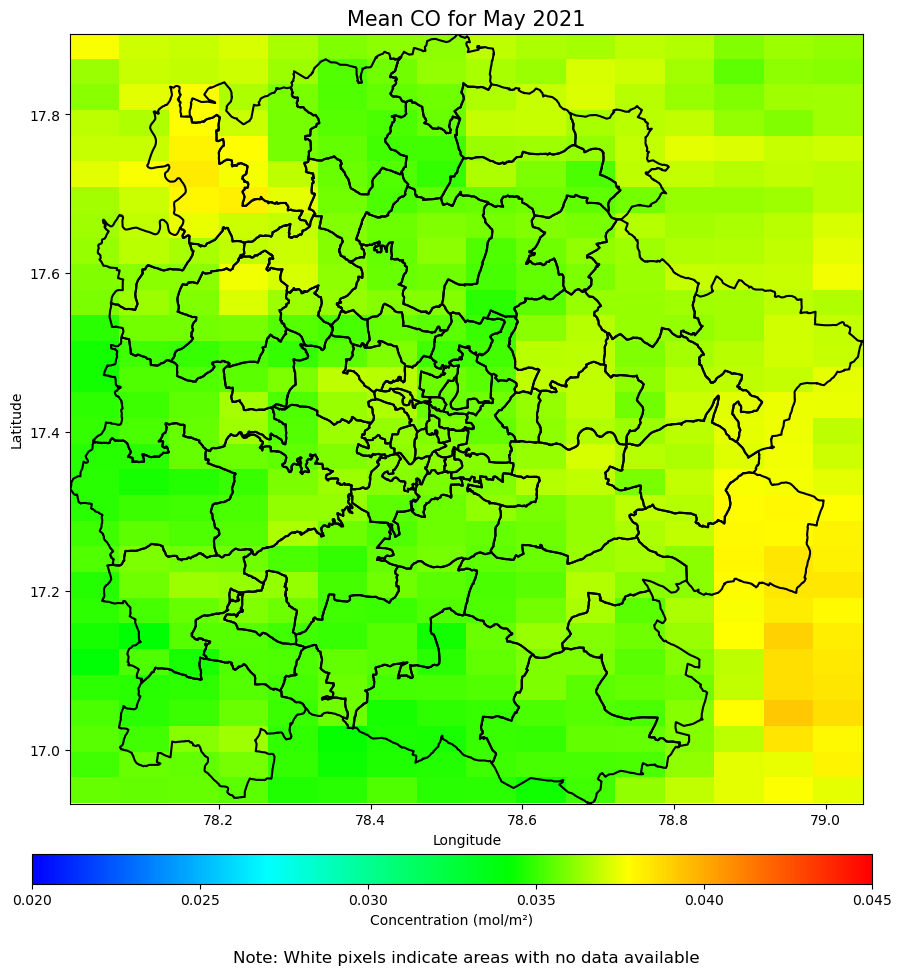 Mean CO for May 2021
17.8
17.6
17.4
17.2
17.0
Latitude
78.2 78.4 78.6 78.8 79.0
Longitude
0.020 0.025 0.030 0.035 0.040 0.045
Concentration (mol/m²)
Note: White pixels indicate areas with no data available